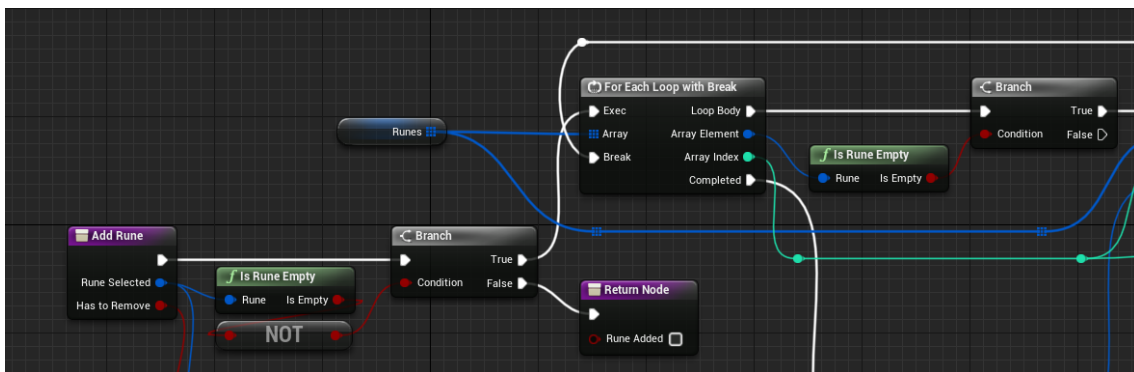 For Each Loop with Break
Branch
Exec
Loop Body
True
Runes
Array
Array Element
Condition
False
Break
Array Index
Is Rune Empty
Completed
Rune
Is Empty
Add Rune
Branch
True
Rune Selected
Is Rune Empty
Condition
False
Return Node
Has to Remove
Rune
Is Empty
NOT
Rune Added